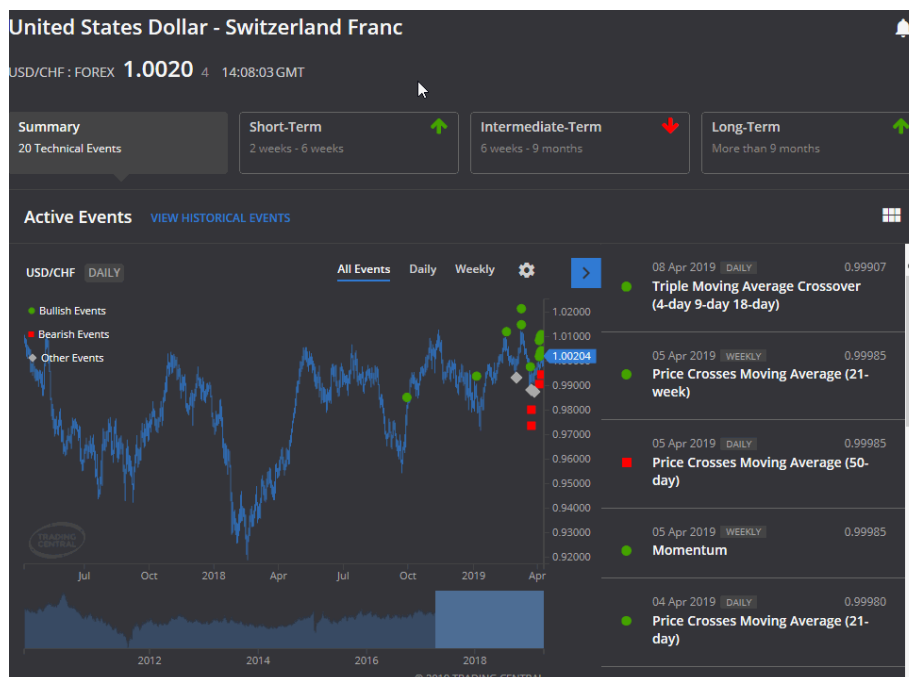 United States Dollar - Switzerland Franc
USD/CHF : FOREX 1.0020 4 14:08:03 GMT
Summary
20 Technical Events
Short-Term
2 weeks - 6 weeks
Intermediate-Term
6 weeks - 9 months
Long-Term
More than 9 months
Active Events VIEW HISTORICAL EVENTS
USD/CHF DAILY
All Events Daily Weekly
Bullish Events
Bearish Events
Other Events
1.02000
1.01000
1.00204
0.99000
0.98000
0.97000
0.96000
0.95000
0.94000
0.93000
0.92000
TRADING
CENTRAL
Jul Oct 2018 Apr Jul Oct 2019 Apr
2012 2014 2016 2018
08 Apr 2019 DAILY 0.99907
Triple Moving Average Crossover
(4-day 9-day 18-day)
05 Apr 2019 WEEKLY 0.99985
Price Crosses Moving Average (21-
week)
05 Apr 2019 DAILY 0.99985
Price Crosses Moving Average (50-
day)
05 Apr 2019 WEEKLY 0.99985
Momentum
04 Apr 2019 DAILY 0.99980
Price Crosses Moving Average (21-
day)
© 2019 TRADING CENTRAL